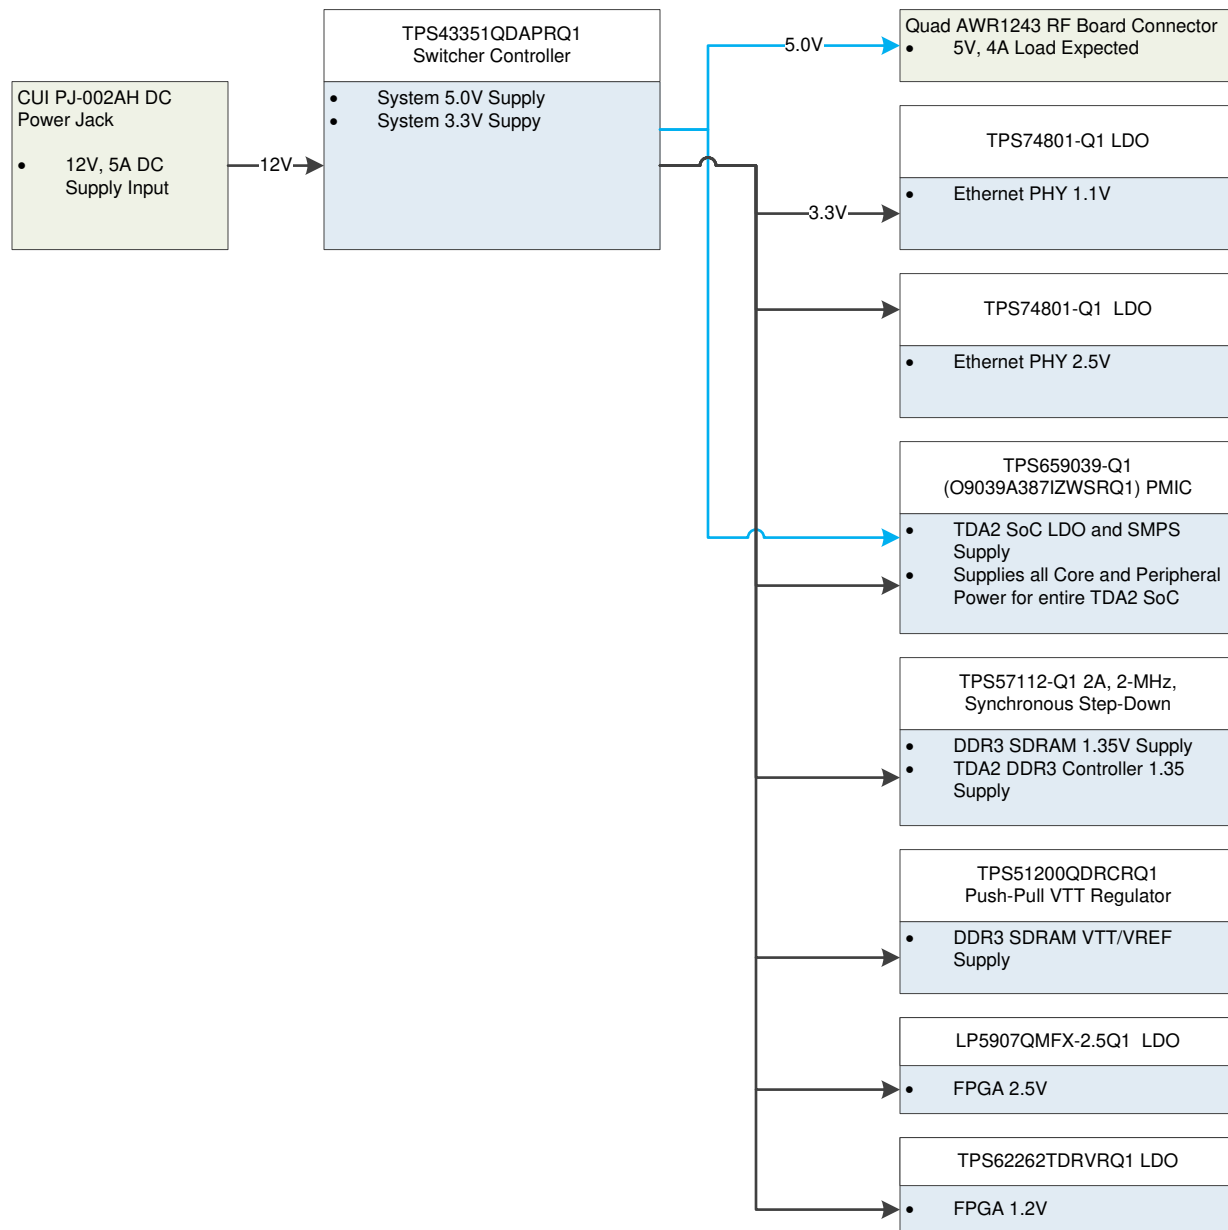 CUI PJ-002AH DC
Power Jack
• 12V, 5A DC
Supply Input
12V
TPS43351QDAPRQ1
Switcher Controller
• System 5.0V Supply
• System 3.3V Suppy
5.0V
3.3V
Quad AWR1243 RF Board Connector
• 5V, 4A Load Expected
TPS74801-Q1 LDO
• Ethernet PHY 1.1V
TPS74801-Q1 LDO
• Ethernet PHY 2.5V
TPS659039-Q1
(O9039A387IZWSRQ1) PMIC
• TDA2 SoC LDO and SMPS
Supply
• Supplies all Core and Peripheral
Power for entire TDA2 SoC
TPS57112-Q1 2A, 2-MHz,
Synchronous Step-Down
• DDR3 SDRAM 1.35V Supply
• TDA2 DDR3 Controller 1.35
Supply
TPS51200QDRCRQ1
Push-Pull VTT Regulator
• DDR3 SDRAM VTT/VREF
Supply
LP5907QMFX-2.5Q1 LDO
• FPGA 2.5V
TPS62262TDRVRQ1 LDO
• FPGA 1.2V